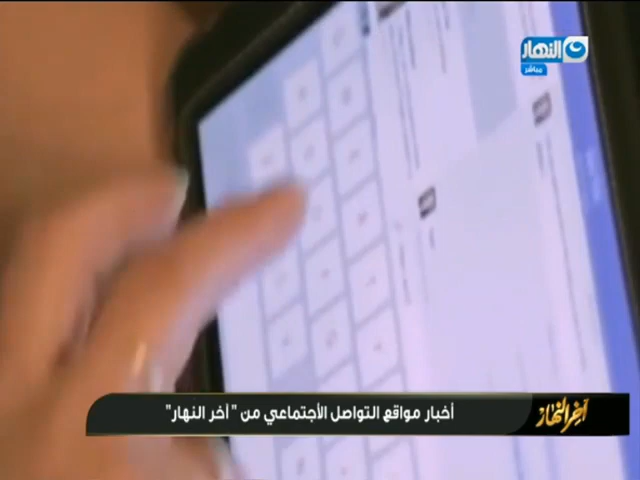 النهار
مباشر
أخبار مواقع التواصل الأجتماعي من "أخر النهار"
آخر النهار